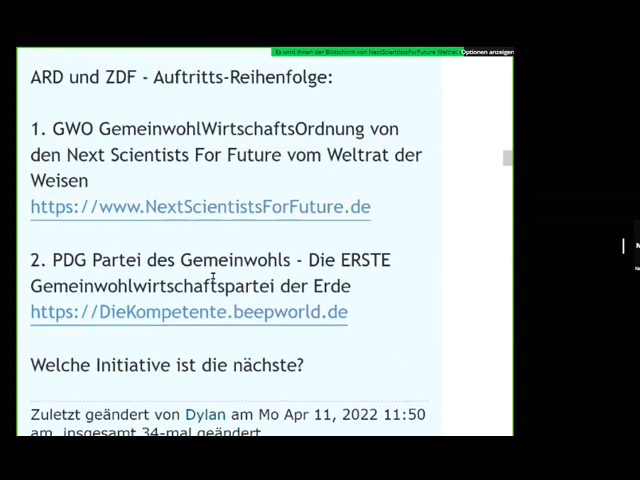 Es wird Ihnen der Bildschirm von NextScientistsForFuture Weltrat Optionen anzeigen
ARD und ZDF - Auftritts-Reihenfolge:
1. GWO GemeinwohlWirtschaftsOrdnung von
den Next Scientists For Future vom Weltrat der
Weisen
https://www.NextScientistsForFuture.de
2. PDG Partei des Gemeinwohls - Die ERSTE
Gemeinwohlwirtschaftspartei der Erde
https://DieKompetente.beepworld.de
Welche Initiative ist die nächste?
Zuletzt geändert von Dylan am Mo Apr 11, 2022 11:50
am, insgesamt 34-mal geändert